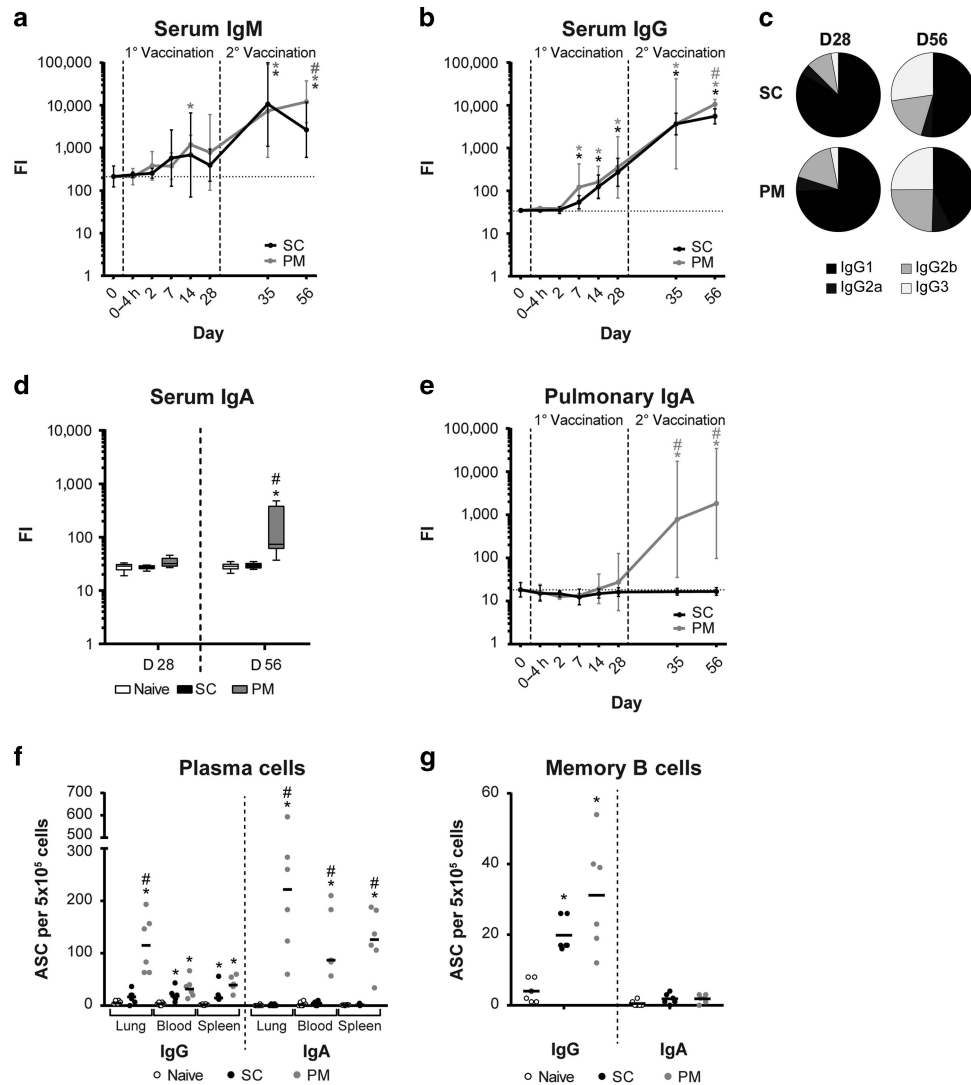 a
Serum IgM
1° Vaccination
2° Vaccination
#
*
*
*
*
*
*
100,000
10,000
1,000
100
10
1
FI
SC
PM
0
0–4 h
2
7
14
28
35
56
Day
b
Serum IgG
1° Vaccination
2° Vaccination
#
*
*
*
*
*
*
*
*
*
*
100,000
10,000
1,000
100
10
1
FI
SC
PM
0
0–4 h
2
7
14
28
35
56
Day
c
D28
D56
SC
PM
IgG1
IgG2b
IgG2a
IgG3
d
Serum IgA
10,000
1,000
100
10
1
FI
#
*
D 28
D 56
Naive
SC
PM
e
Pulmonary IgA
1° Vaccination
2° Vaccination
100,000
10,000
1,000
100
10
1
FI
#
*
#
*
SC
PM
0
0–4 h
2
7
14
28
35
56
Day
f
Plasma cells
700
600
500
300
200
100
0
ASC per 5x10⁵ cells
#
*
*
*
*
*
#
*
#
*
#
*
Lung
Blood
Spleen
Lung
Blood
Spleen
IgG
IgA
Naive
SC
PM
g
Memory B cells
60
40
20
0
ASC per 5x10⁵ cells
*
*
IgG
IgA
Naive
SC
PM